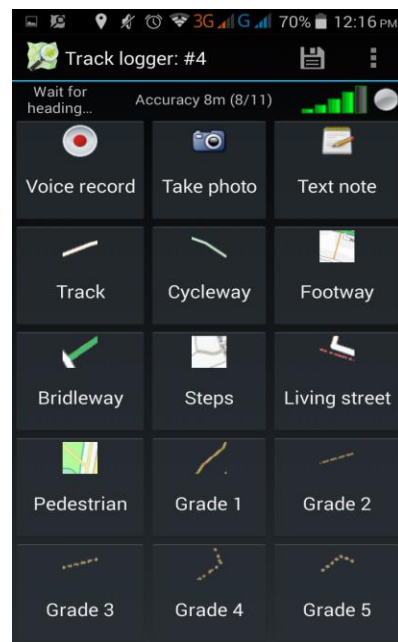 3G G 70% 12:16 PM
Track logger: #4
Wait for
heading...
Accuracy 8m (8/11)
Voice record Take photo Text note
Track Cycleway Footway
Bridleway Steps Living street
Pedestrian Grade 1 Grade 2
Grade 3 Grade 4 Grade 5